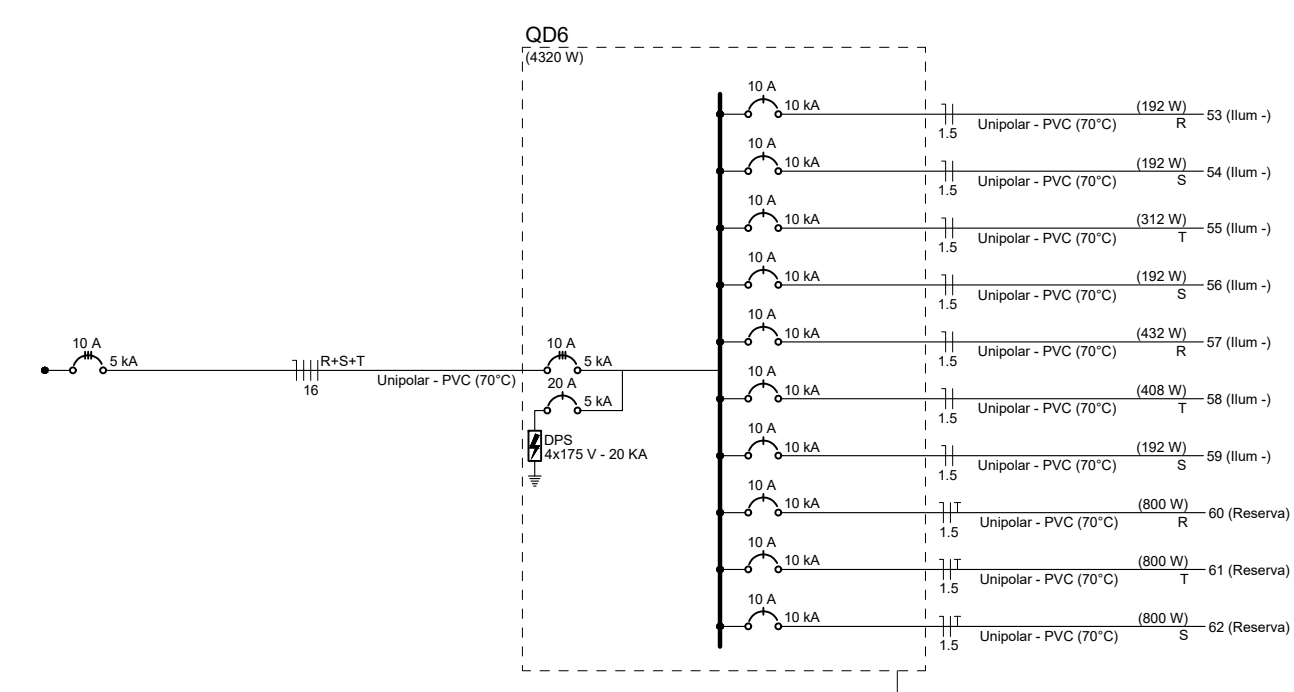 QD6
(4320 W)
10 A
10 kA
1.5
Unipolar - PVC (70°C)
(192 W)
R
53 (Ilum -)
10 A
10 kA
1.5
Unipolar - PVC (70°C)
(192 W)
S
54 (Ilum -)
10 A
10 kA
1.5
Unipolar - PVC (70°C)
(312 W)
T
55 (Ilum -)
10 A
10 kA
1.5
Unipolar - PVC (70°C)
(192 W)
S
56 (Ilum -)
10 A
10 kA
1.5
Unipolar - PVC (70°C)
(432 W)
R
57 (Ilum -)
10 A
5 kA
R+S+T
16
Unipolar - PVC (70°C)
10 A
5 kA
20 A
5 kA
DPS
4x175 V - 20 KA
10 A
10 kA
1.5
Unipolar - PVC (70°C)
(408 W)
T
58 (Ilum -)
10 A
10 kA
1.5
Unipolar - PVC (70°C)
(192 W)
S
59 (Ilum -)
10 A
10 kA
1.5
Unipolar - PVC (70°C)
(800 W)
R
60 (Reserva)
10 A
10 kA
1.5
Unipolar - PVC (70°C)
(800 W)
T
61 (Reserva)
10 A
10 kA
1.5
Unipolar - PVC (70°C)
(800 W)
S
62 (Reserva)